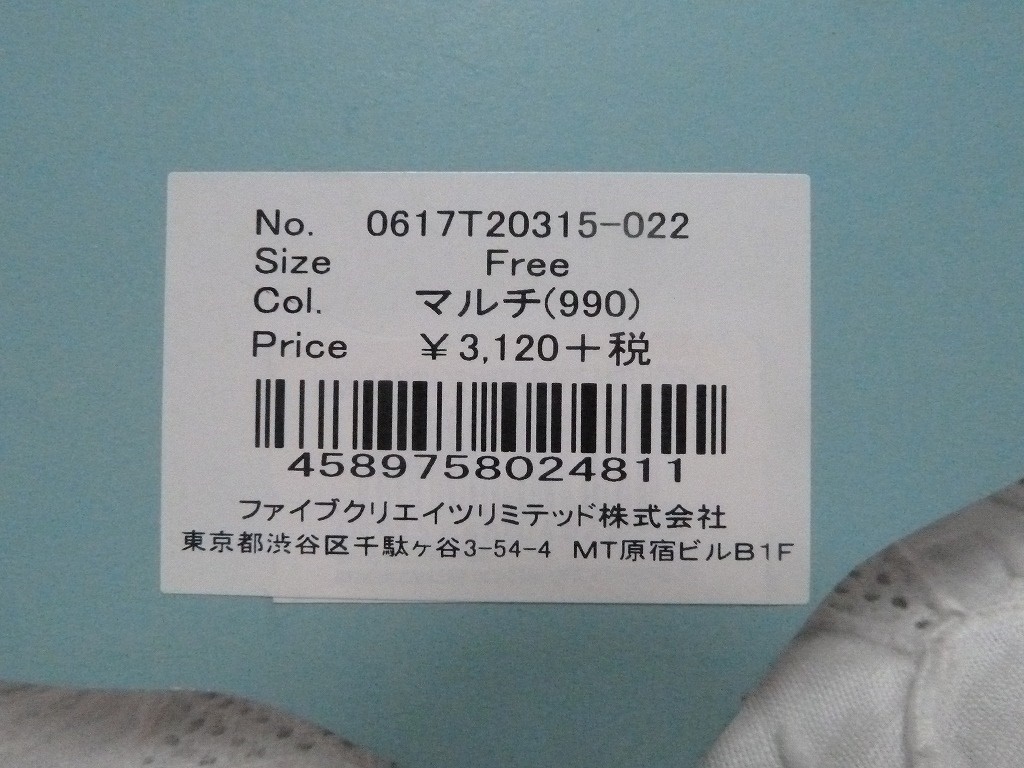 No. 0617T20315-022
Size Free
Col. マルチ(990)
Price ¥3,120+税
4589758024811
ファイブクリエイツリミテッド株式会社
東京都渋谷区千駄ヶ谷3-54-4 MT原宿ビルB1F